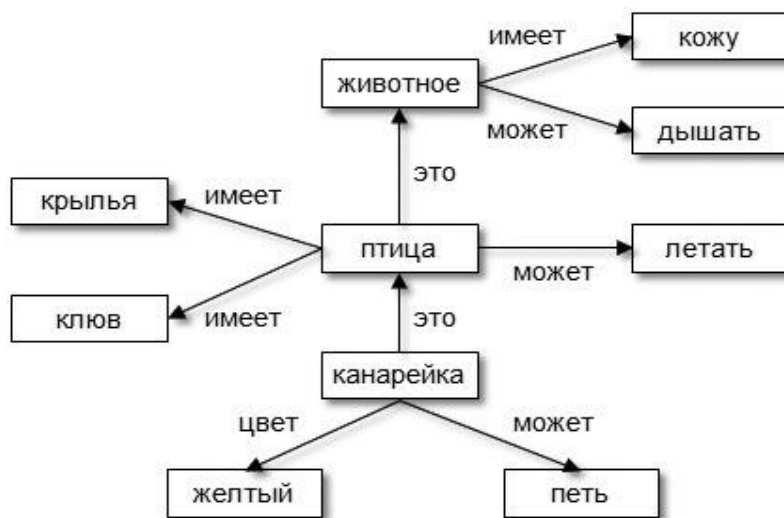 имеет
кожу
животное
может
дышать
это
крылья
имеет
птица
летать
может
клюв
имеет
это
канарейка
цвет
может
желтый
петь